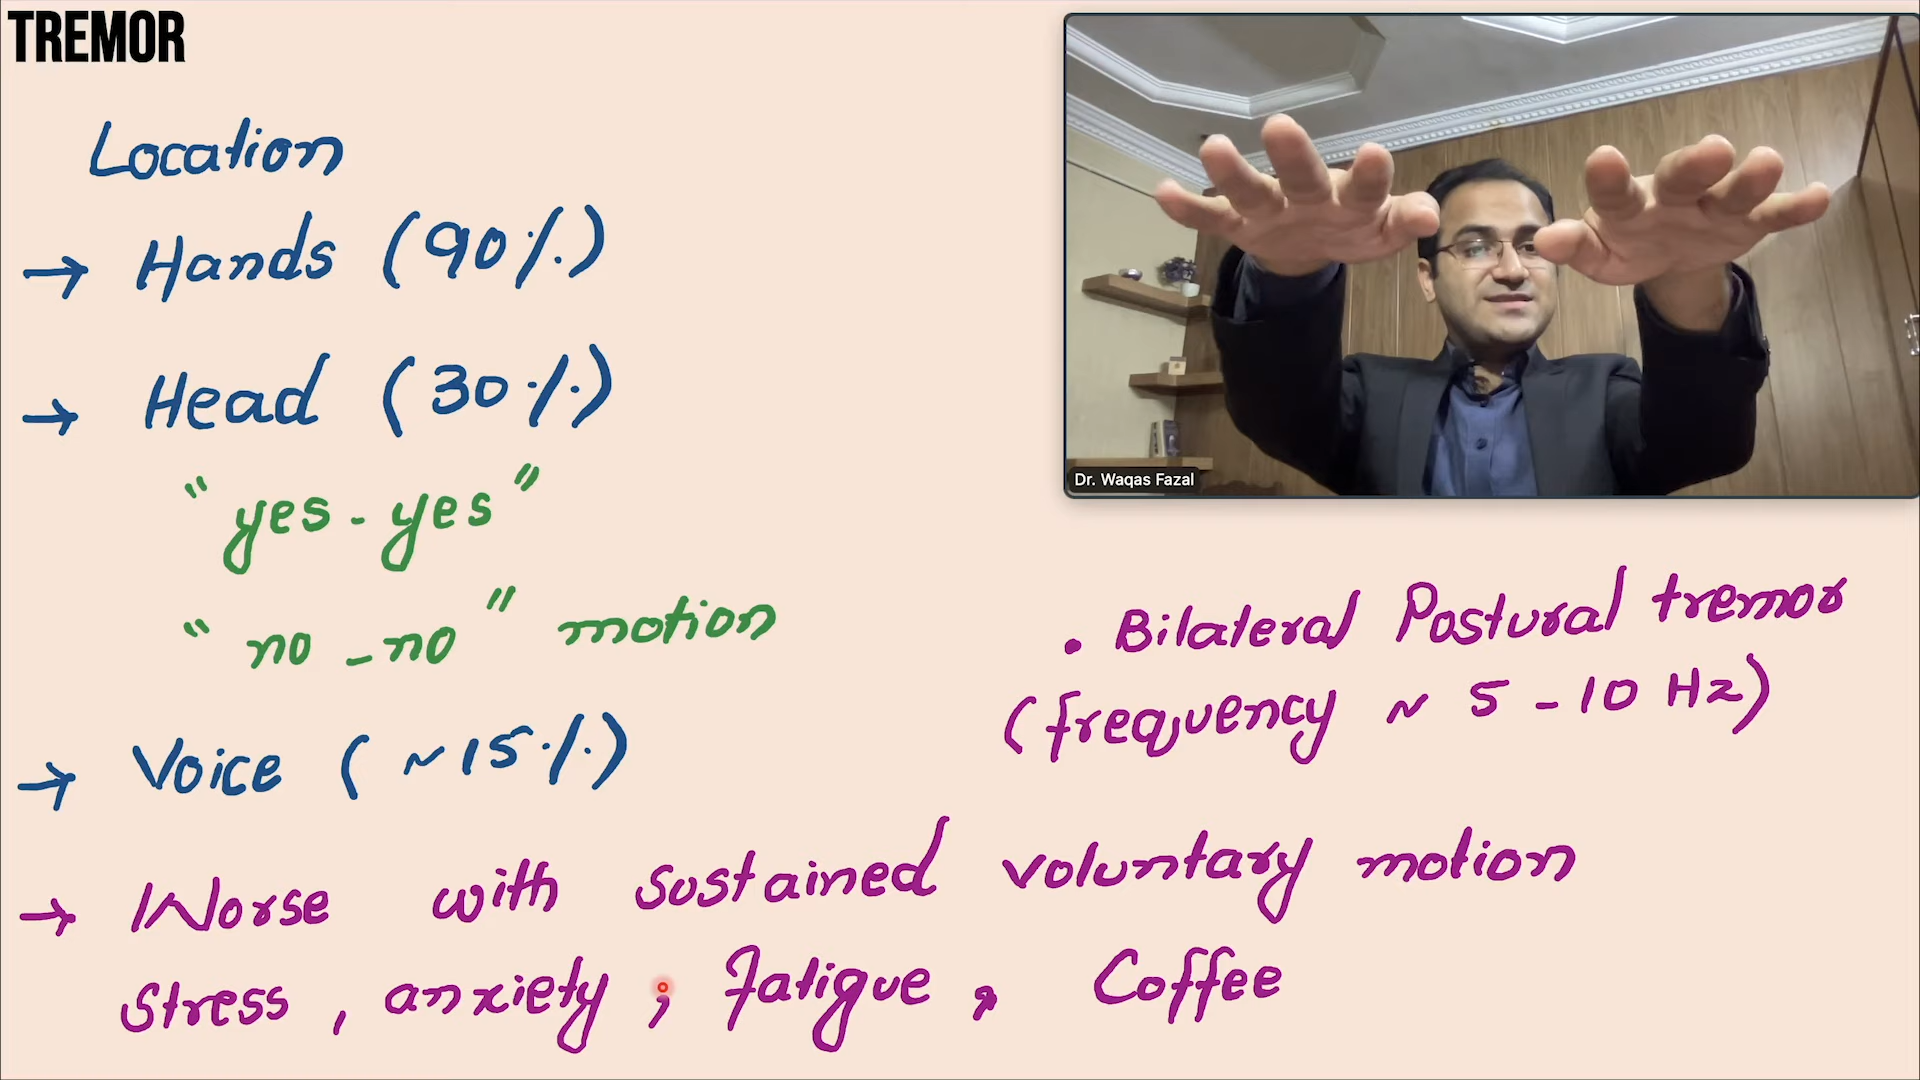 TREMOR
Location
→ Hands (90%)
→ Head (30%)
"yes - yes"
"no - no" motion
→ Voice (~15%)
Dr. Waqas Fazal
• Bilateral Postural tremor
(frequency ~ 5 - 10 Hz)
→ Worse with sustained voluntary motion
Stress, anxiety, Fatigue, Coffee